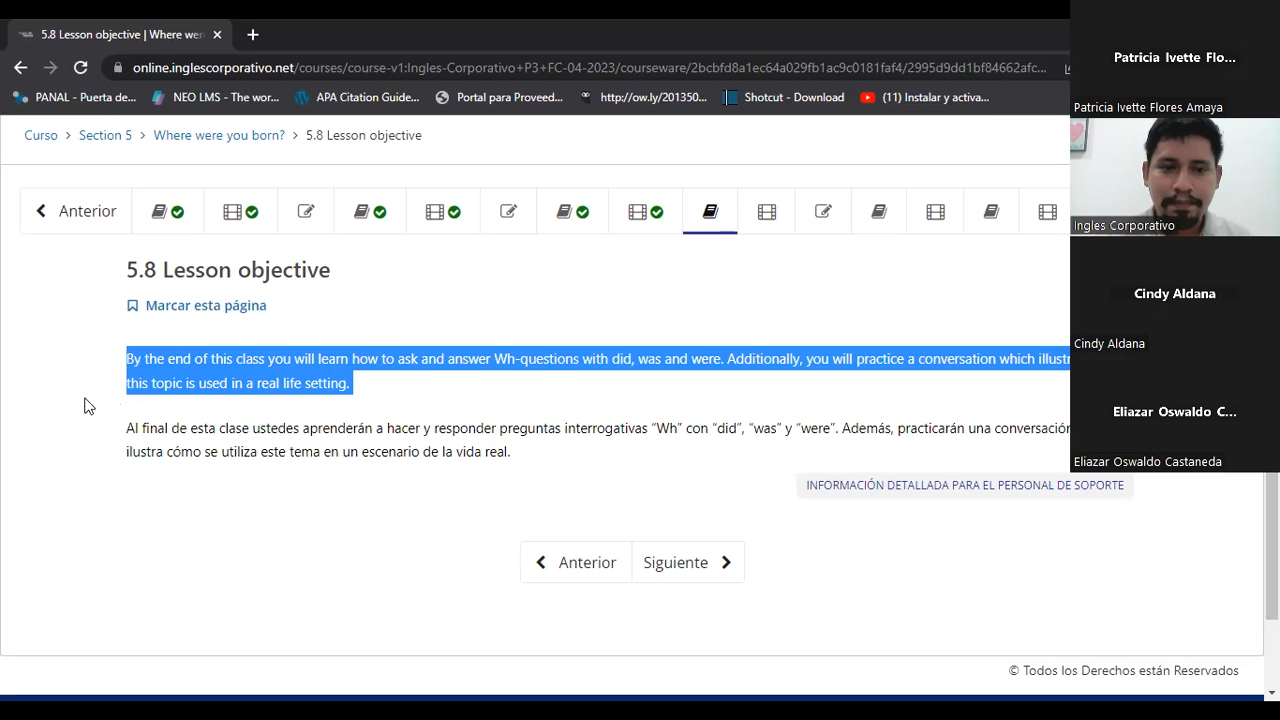 5.8 Lesson objective | Where wer
online.inglescorporativo.net/courses/course-v1:Ingles-Corporativo+P3+FC-04-2023/courseware/2bcbfd8a1ec64a029fb1ac9c0181faf4/2995d9dd1bf84662afc...
PANAL - Puerta de... NEO LMS - The wor... APA Citation Guide... Portal para Proveed... http://ow.ly/201350... Shotcut - Download (11) Instalar y activa...
Curso > Section 5 > Where were you born? > 5.8 Lesson objective
Anterior
5.8 Lesson objective
Marcar esta página
By the end of this class you will learn how to ask and answer Wh-questions with did, was and were. Additionally, you will practice a conversation which illustr
this topic is used in a real life setting.
Al final de esta clase ustedes aprenderán a hacer y responder preguntas interrogativas “Wh” con “did”, “was” y “were”. Además, practicarán una conversación
ilustra cómo se utiliza este tema en un escenario de la vida real.
INFORMACIÓN DETALLADA PARA EL PERSONAL DE SOPORTE
Anterior Siguiente
© Todos los Derechos están Reservados
Patricia Ivette Flo...
Patricia Ivette Flores Amaya
Ingles Corporativo
Cindy Aldana
Cindy Aldana
Eliazar Oswaldo C...
Eliazar Oswaldo Castaneda